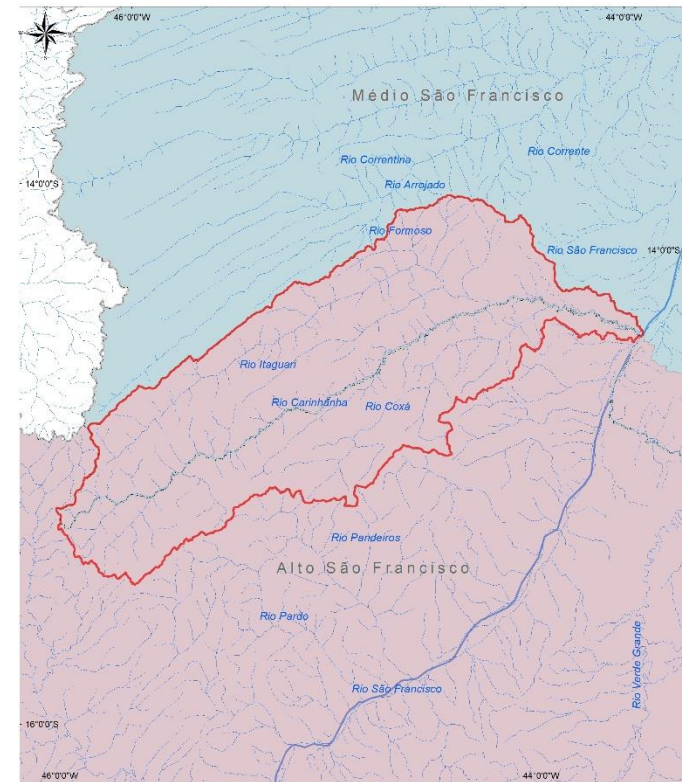 46°0'0"W
44°0'0"W
Médio São Francisco
Rio Corrente
Rio Correntina
Rio Arrojado
14°0'0"S
Rio Formoso
Rio São Francisco
14°0'0"S
Rio Itaguari
Rio Carinhanha
Rio Coxá
Rio Pandeiros
Alto São Francisco
Rio Pardo
Rio Verde Grande
Rio São Francisco
16°0'0"S
46°0'0"W
44°0'0"W